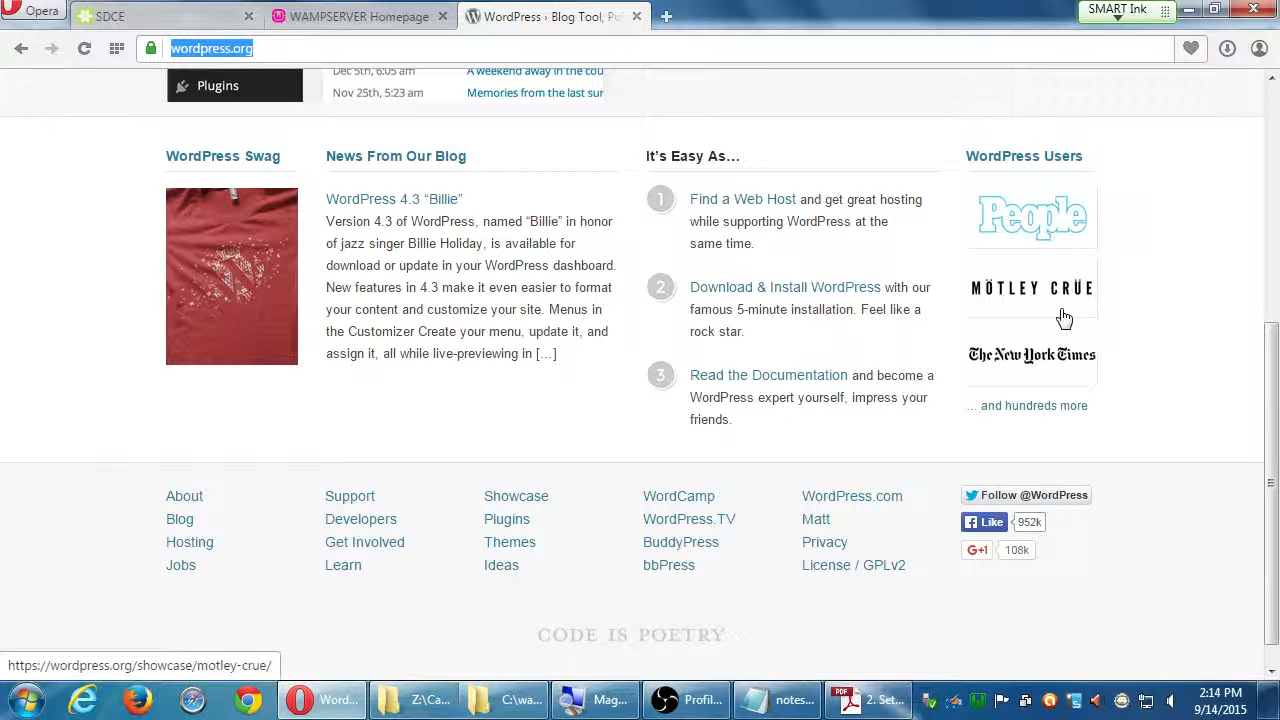 Opera
SDCE
WAMPSERVER Homepage
WordPress › Blog Tool, Pu
SMART Ink
wordpress.org
Plugins
Dec 5th, 6:05 am
A weekend away in the cou
Nov 25th, 5:23 am
Memories from the last sur
WordPress Swag
News From Our Blog
WordPress 4.3 “Billie”
Version 4.3 of WordPress, named “Billie” in honor
of jazz singer Billie Holiday, is available for
download or update in your WordPress dashboard.
New features in 4.3 make it even easier to format
your content and customize your site. Menus in
the Customizer Create your menu, update it, and
assign it, all while live-previewing in […]
It’s Easy As…
1
Find a Web Host and get great hosting
while supporting WordPress at the
same time.
2
Download & Install WordPress with our
famous 5-minute installation. Feel like a
rock star.
3
Read the Documentation and become a
WordPress expert yourself, impress your
friends.
WordPress Users
People
MÖTLEY CRÜE
The New York Times
… and hundreds more
About
Blog
Hosting
Jobs
Support
Developers
Get Involved
Learn
Showcase
Plugins
Themes
Ideas
WordCamp
WordPress.TV
BuddyPress
bbPress
WordPress.com
Matt
Privacy
License / GPLv2
Follow @WordPress
Like
952k
G+1
108k
CODE IS POETRY
https://wordpress.org/showcase/motley-crue/
Word...
Z:\Ca...
C:\wa...
Mag...
Profil...
notes...
PDF
2. Set...
2:14 PM
9/14/2015